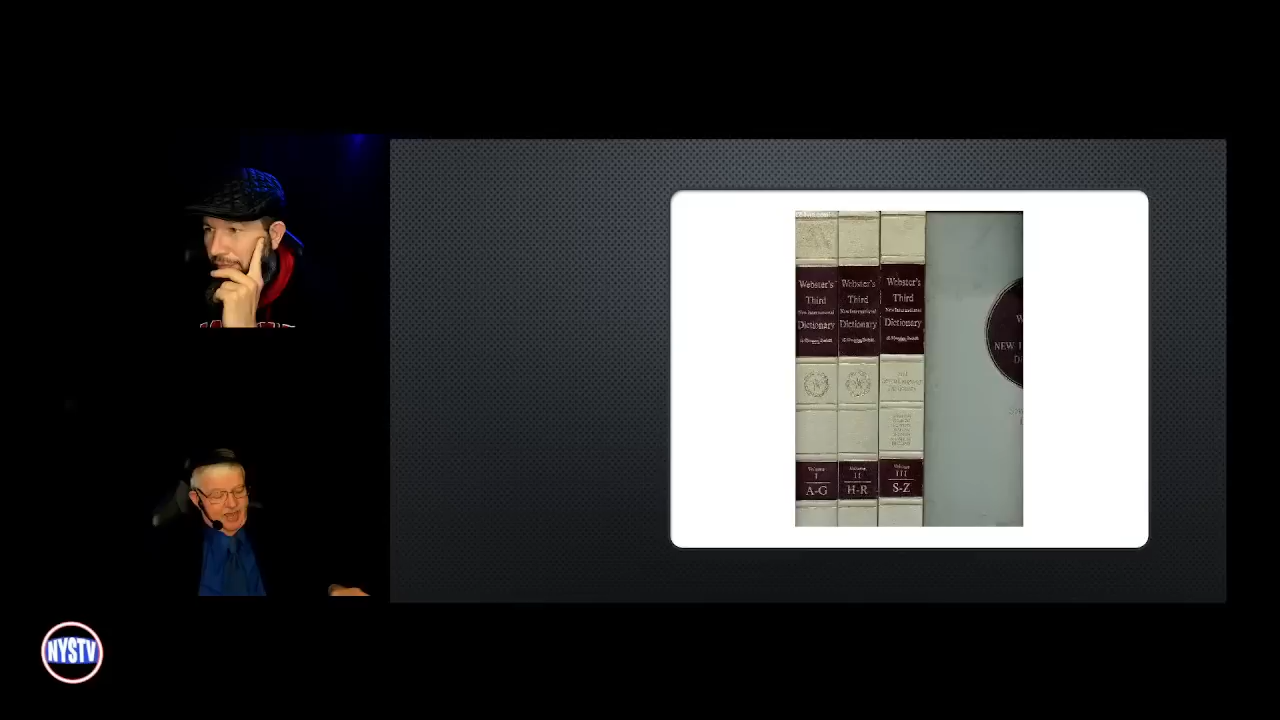 Webster's
Third
New International
Dictionary
Volume
I
A-G
Webster's
Third
New International
Dictionary
Volume
II
H-R
Webster's
Third
New International
Dictionary
Volume
III
S-Z
W
NEW I
D
NYSTV